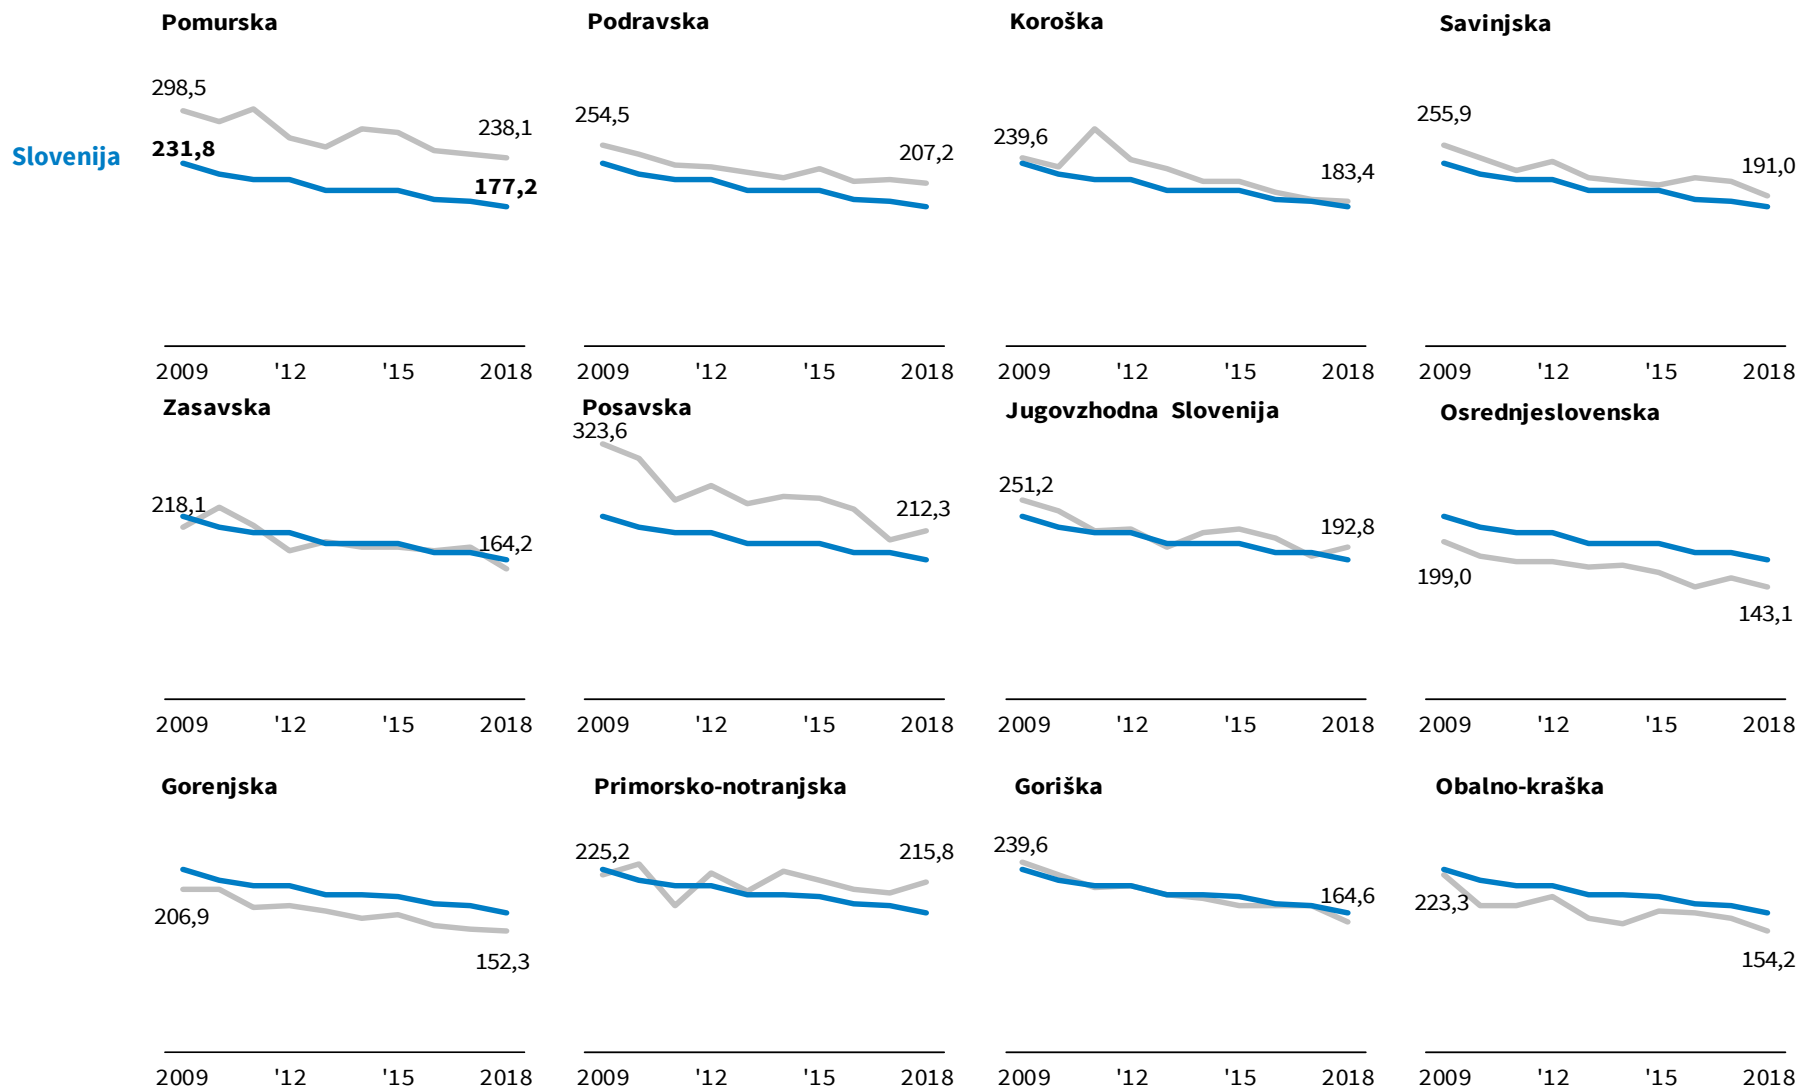 Pomurska
Podravska
Koroška
Savinjska
298,5
238,1
Slovenija
231,8
177,2
254,5
207,2
239,6
183,4
255,9
191,0
2009 '12 '15 2018
2009 '12 '15 2018
2009 '12 '15 2018
2009 '12 '15 2018
Zasavska
Posavska
Jugovzhodna Slovenija
Osrednjeslovenska
218,1
164,2
323,6
212,3
251,2
192,8
199,0
143,1
2009 '12 '15 2018
2009 '12 '15 2018
2009 '12 '15 2018
2009 '12 '15 2018
Gorenjska
Primorsko-notranjska
Goriška
Obalno-kraška
206,9
152,3
225,2
215,8
239,6
164,6
223,3
154,2
2009 '12 '15 2018
2009 '12 '15 2018
2009 '12 '15 2018
2009 '12 '15 2018